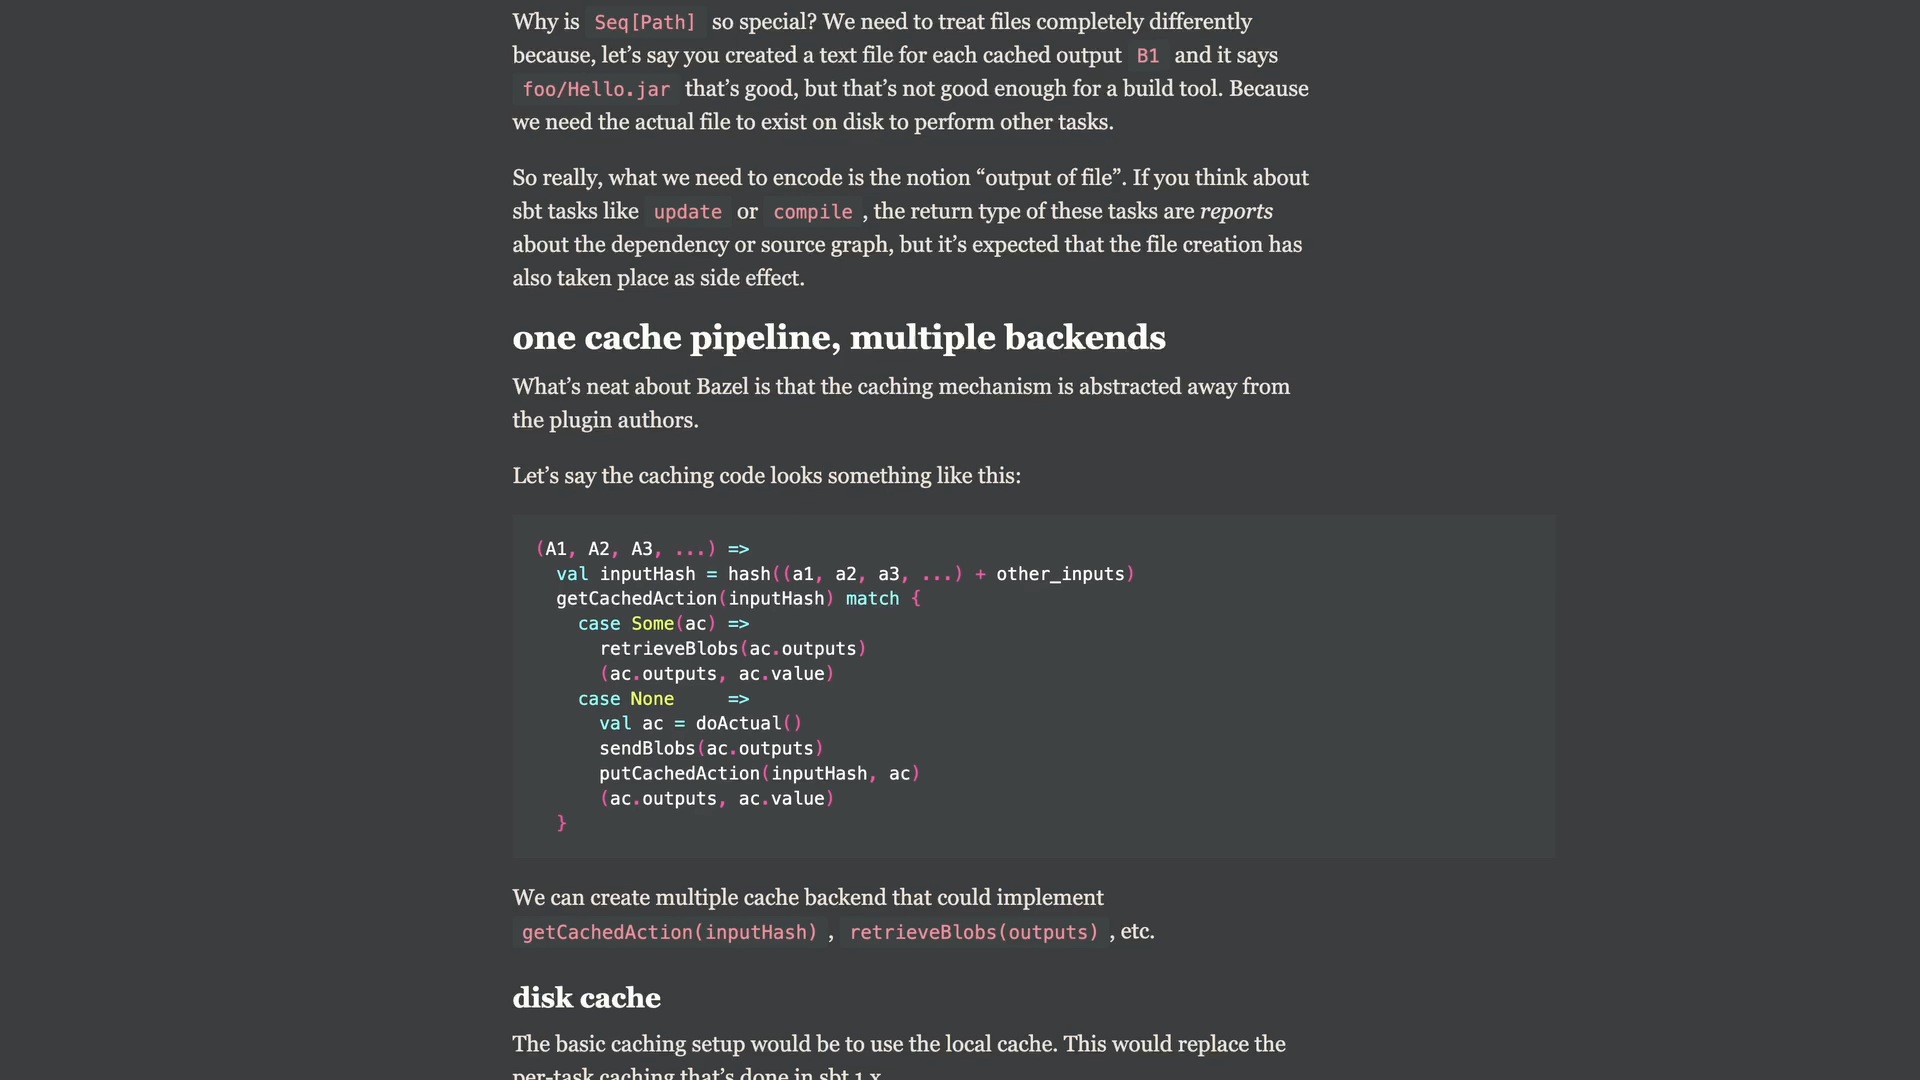 Why is Seq[Path] so special? We need to treat files completely differently
because, let’s say you created a text file for each cached output B1 and it says
foo/Hello.jar that’s good, but that’s not good enough for a build tool. Because
we need the actual file to exist on disk to perform other tasks.
So really, what we need to encode is the notion “output of file”. If you think about
sbt tasks like update or compile , the return type of these tasks are reports
about the dependency or source graph, but it’s expected that the file creation has
also taken place as side effect.
one cache pipeline, multiple backends
What’s neat about Bazel is that the caching mechanism is abstracted away from
the plugin authors.
Let’s say the caching code looks something like this:
(A1, A2, A3, ...) =>
  val inputHash = hash((a1, a2, a3, ...) + other_inputs)
  getCachedAction(inputHash) match {
    case Some(ac) =>
      retrieveBlobs(ac.outputs)
      (ac.outputs, ac.value)
    case None     =>
      val ac = doActual()
      sendBlobs(ac.outputs)
      putCachedAction(inputHash, ac)
      (ac.outputs, ac.value)
  }
We can create multiple cache backend that could implement
getCachedAction(inputHash) , retrieveBlobs(outputs) , etc.
disk cache
The basic caching setup would be to use the local cache. This would replace the
per-task caching that’s done in sbt 1.x.